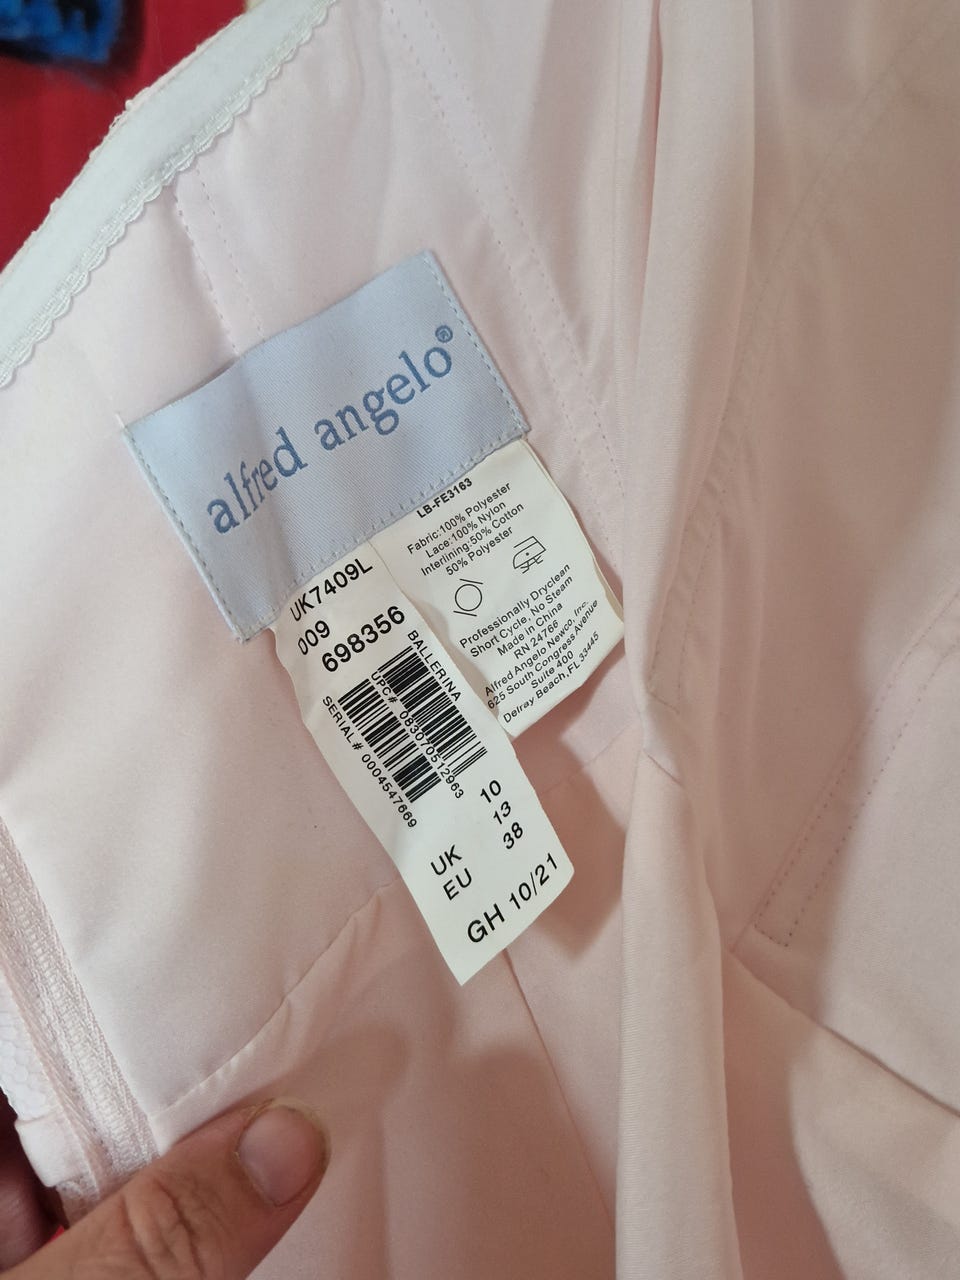 alfred angelo®
LB-FE3163
Fabric:100% Polyester
Lace:100% Nylon
Interlining:50% Cotton
50% Polyester
Professionally Dryclean
Short Cycle, No Steam
Made in China
RN 24766
Alfred Angelo Newco, Inc.
625 South Congress Avenue
Suite 400
Delray Beach,FL 33445
UK7409L
009
698356
BALLERINA
UPC# 083070512963
SERIAL# 0004547669
10
UK 13
EU 38
GH 10/21